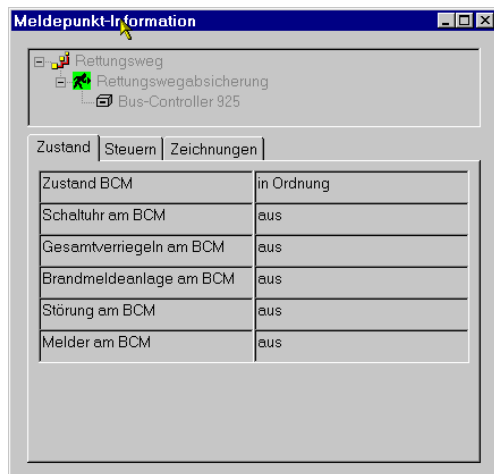 Meldepunkt-Information
Rettungsweg
Rettungswegabsicherung
Bus-Controller 925
Zustand Steuern Zeichnungen
Zustand BCM in Ordnung
Schaltuhr am BCM aus
Gesamtverriegeln am BCM aus
Brandmeldeanlage am BCM aus
Störung am BCM aus
Melder am BCM aus